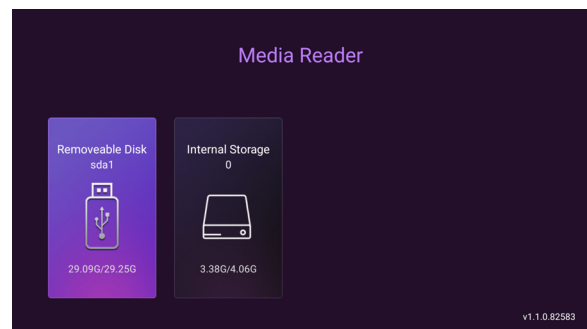 Media Reader
Removeable Disk
sda1
29.09G/29.25G
Internal Storage
0
3.38G/4.06G
v1.1.0.82583